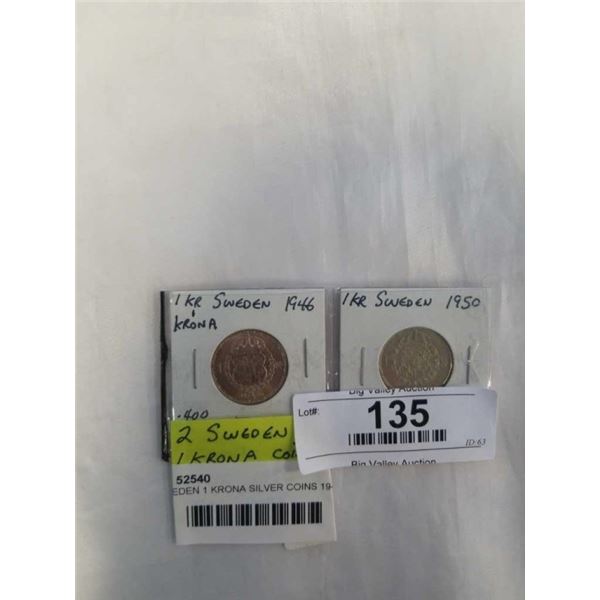 1 KR SWEDEN 1946
KRONA
.400
2 SWEDEN
1 KRONA
52540
EDEN 1 KRONA SILVER COINS 19
1 KR SWEDEN 1950
Big Valley Auction
Lot#:
135
ID:63
Big Valley Auction